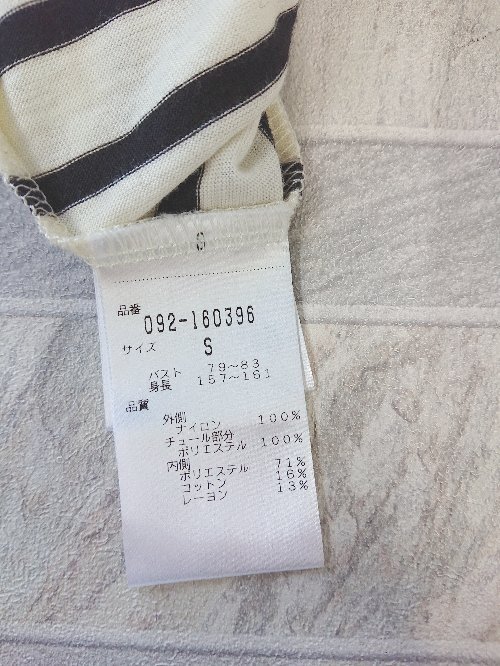 品番
092-160396
サイズ S
バスト 79〜83
身長 157〜161
品質
外側
ナイロン 100%
チュール部分
ポリエステル 100%
内側
ポリエステル 71%
コットン 16%
レーヨン 13%